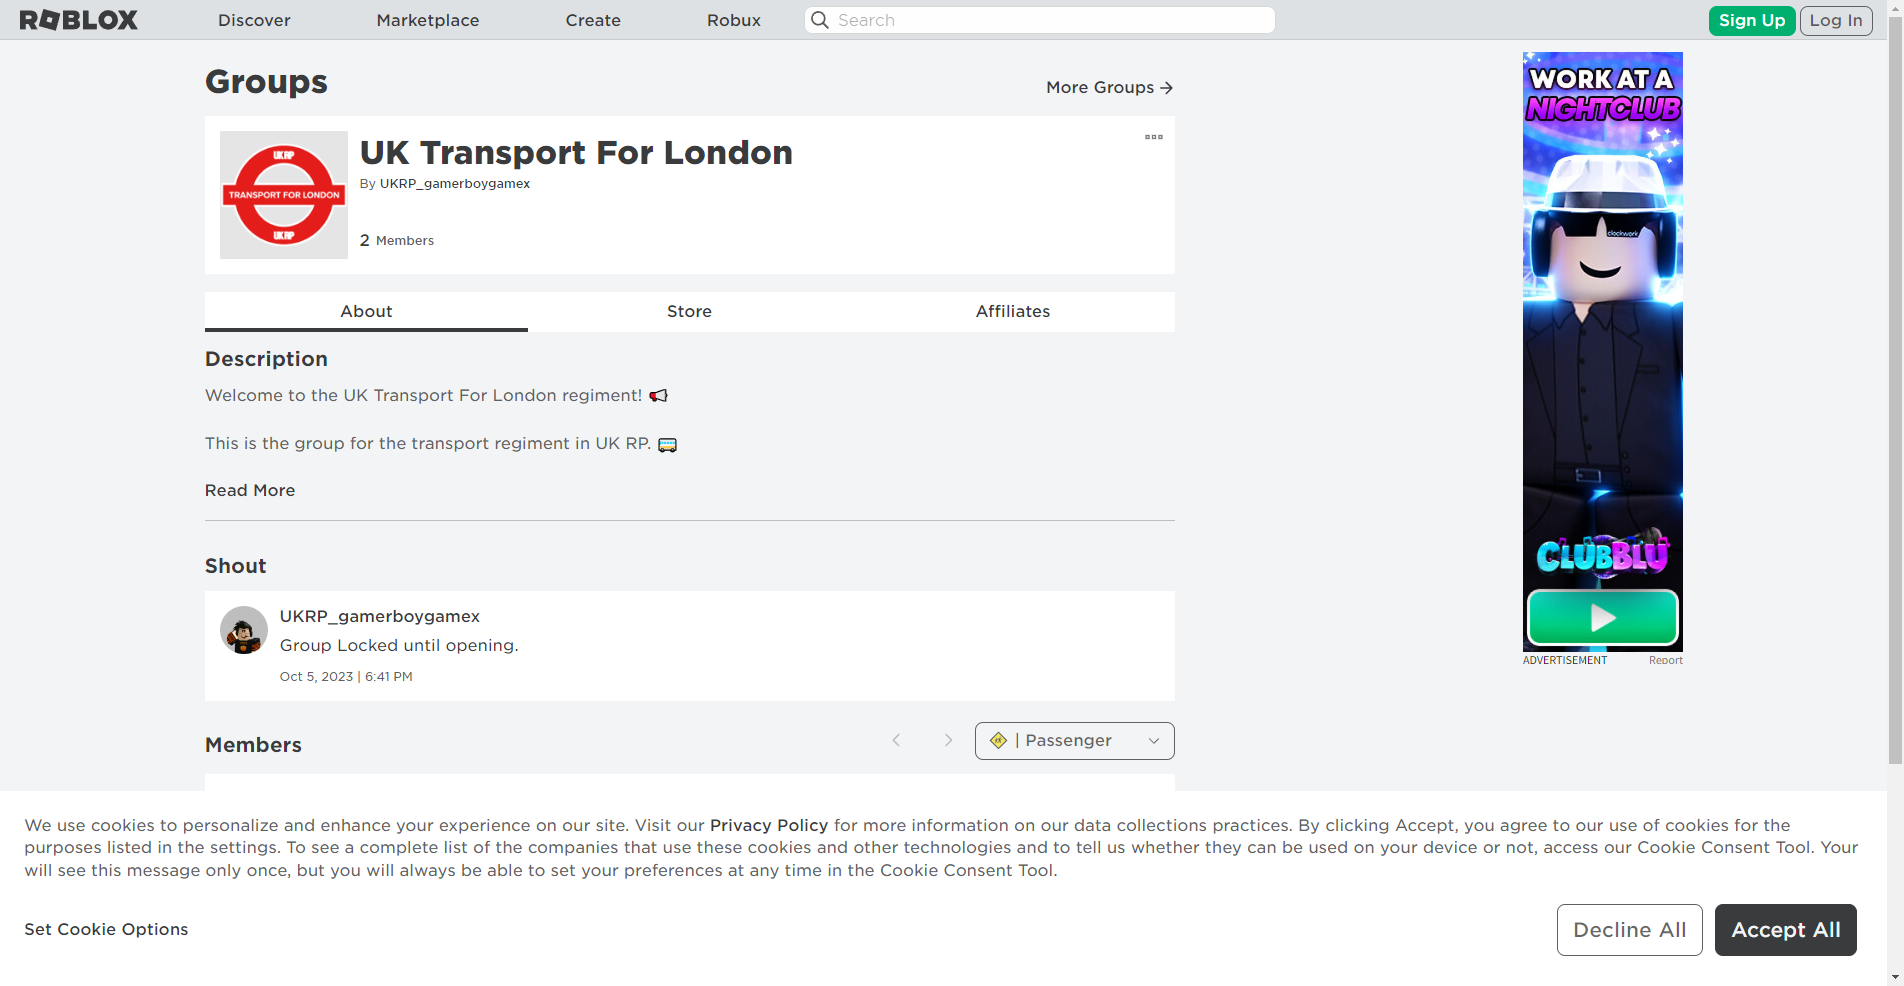 ROBLOX
Discover
Marketplace
Create
Robux
Search
Sign Up
Log In
Groups
More Groups
UK RP
TRANSPORT FOR LONDON
UK RP
UK Transport For London
By UKRP_gamerboygamex
2 Members
About
Store
Affiliates
Description
Welcome to the UK Transport For London regiment!
This is the group for the transport regiment in UK RP.
Read More
Shout
UKRP_gamerboygamex
Group Locked until opening.
Oct 5, 2023 | 6:41 PM
Members
| Passenger
WORK AT A
NIGHTCLUB
clockwork
CLUB BLU
ADVERTISEMENT
Report
We use cookies to personalize and enhance your experience on our site. Visit our Privacy Policy for more information on our data collections practices. By clicking Accept, you agree to our use of cookies for the
purposes listed in the settings. To see a complete list of the companies that use these cookies and other technologies and to tell us whether they can be used on your device or not, access our Cookie Consent Tool. Your
will see this message only once, but you will always be able to set your preferences at any time in the Cookie Consent Tool.
Set Cookie Options
Decline All
Accept All